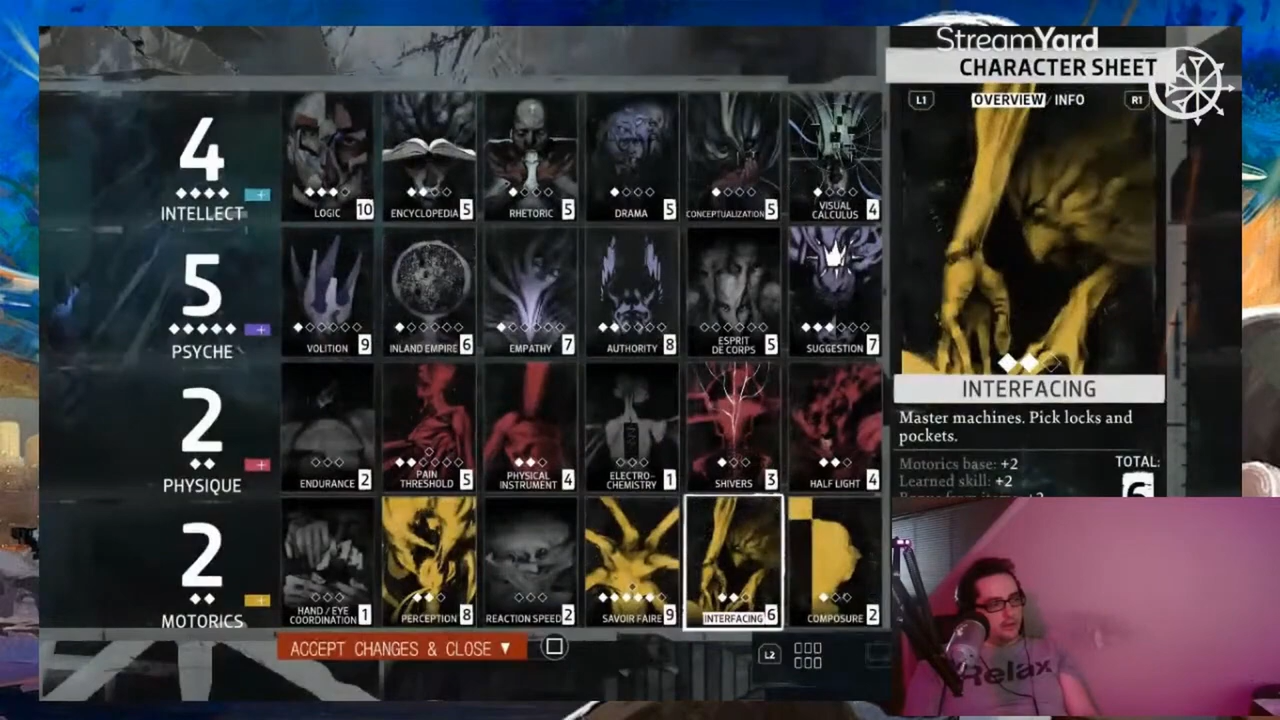 StreamYard
CHARACTER SHEET
L1 OVERVIEW / INFO R1
4
INTELLECT
LOGIC 10
ENCYCLOPEDIA 5
RHETORIC 5
DRAMA 5
CONCEPTUALIZATION 5
VISUAL
CALCULUS 4
5
PSYCHE
VOLITION 9
INLAND EMPIRE 6
EMPATHY 7
AUTHORITY 8
ESPRIT
DE CORPS 5
SUGGESTION 7
2
PHYSIQUE
ENDURANCE 2
PAIN
THRESHOLD 5
PHYSICAL
INSTRUMENT 4
ELECTRO-
CHEMISTRY 1
SHIVERS 3
HALF LIGHT 4
2
MOTORICS
HAND / EYE
COORDINATION 1
PERCEPTION 8
REACTION SPEED 2
SAVOIR FAIRE 9
INTERFACING 6
COMPOSURE 2
INTERFACING
Master machines. Pick locks and
pockets.
Motorics base: +2
Learned skill: +2
TOTAL:
6
ACCEPT CHANGES & CLOSE
L2
Relax